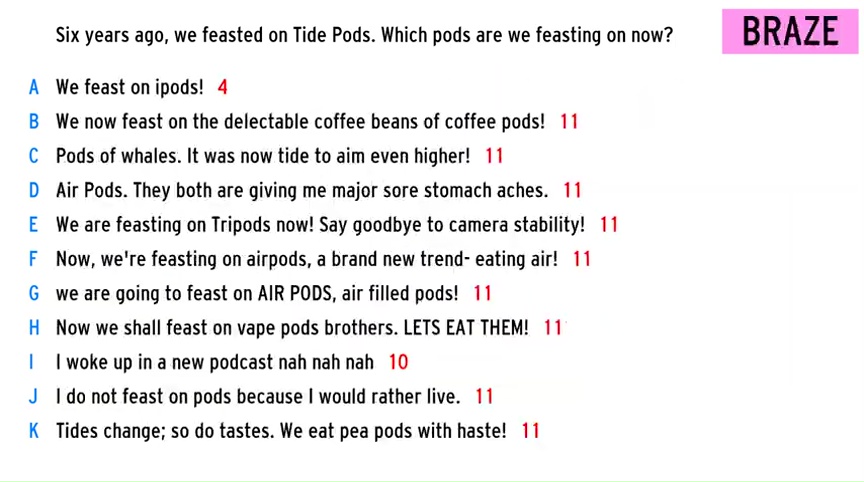 Six years ago, we feasted on Tide Pods. Which pods are we feasting on now?
BRAZE
A We feast on ipods! 4
B We now feast on the delectable coffee beans of coffee pods! 11
C Pods of whales. It was now tide to aim even higher! 11
D Air Pods. They both are giving me major sore stomach aches. 11
E We are feasting on Tripods now! Say goodbye to camera stability! 11
F Now, we're feasting on airpods, a brand new trend- eating air! 11
G we are going to feast on AIR PODS, air filled pods! 11
H Now we shall feast on vape pods brothers. LETS EAT THEM! 11
I I woke up in a new podcast nah nah nah 10
J I do not feast on pods because I would rather live. 11
K Tides change; so do tastes. We eat pea pods with haste! 11